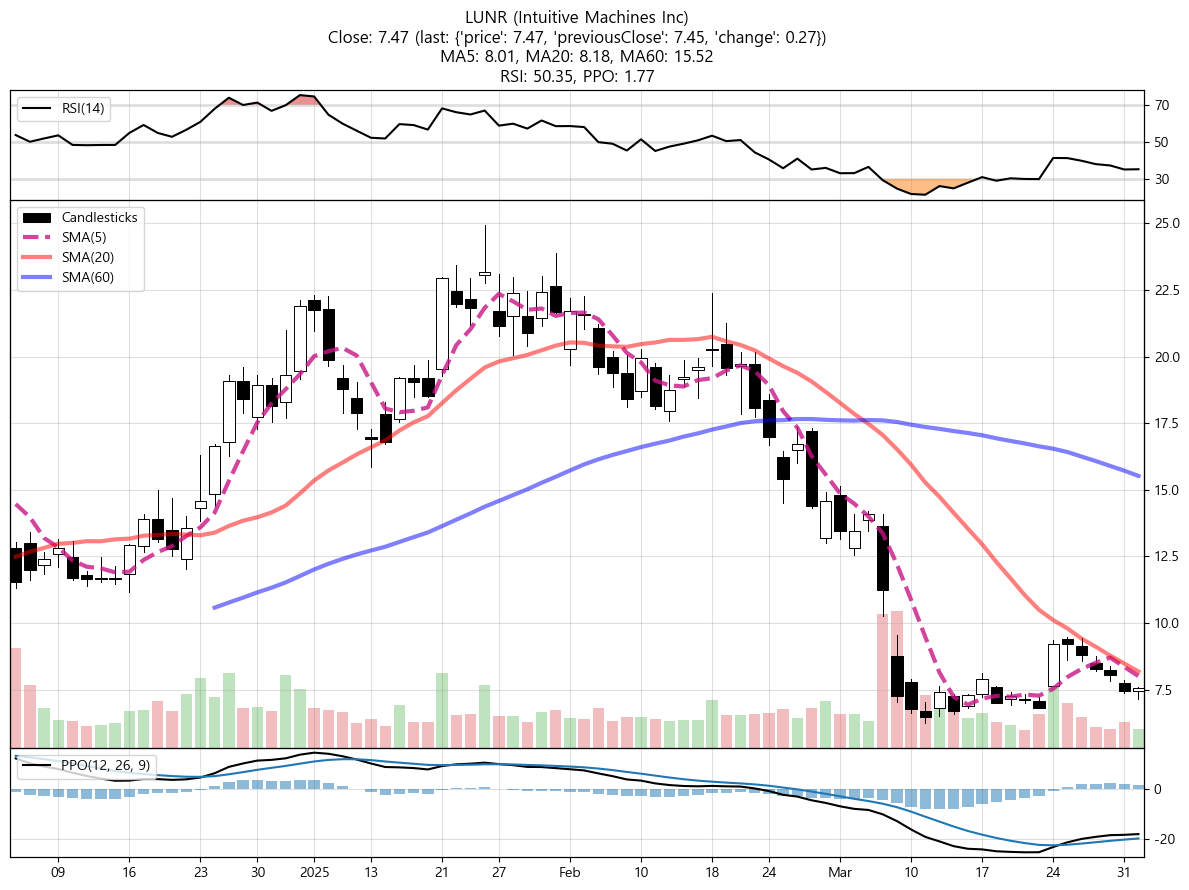 LUNR (Intuitive Machines Inc)
Close: 7.47 (last: {'price': 7.47, 'previousClose': 7.45, 'change': 0.27})
MA5: 8.01, MA20: 8.18, MA60: 15.52
RSI: 50.35, PPO: 1.77
RSI(14)
70
50
30
Candlesticks
SMA(5)
SMA(20)
SMA(60)
25.0
22.5
20.0
17.5
15.0
12.5
10.0
7.5
PPO(12, 26, 9)
0
-20
09 16 23 30 2025 13 21 27 Feb 10 18 24 Mar 10 17 24 31